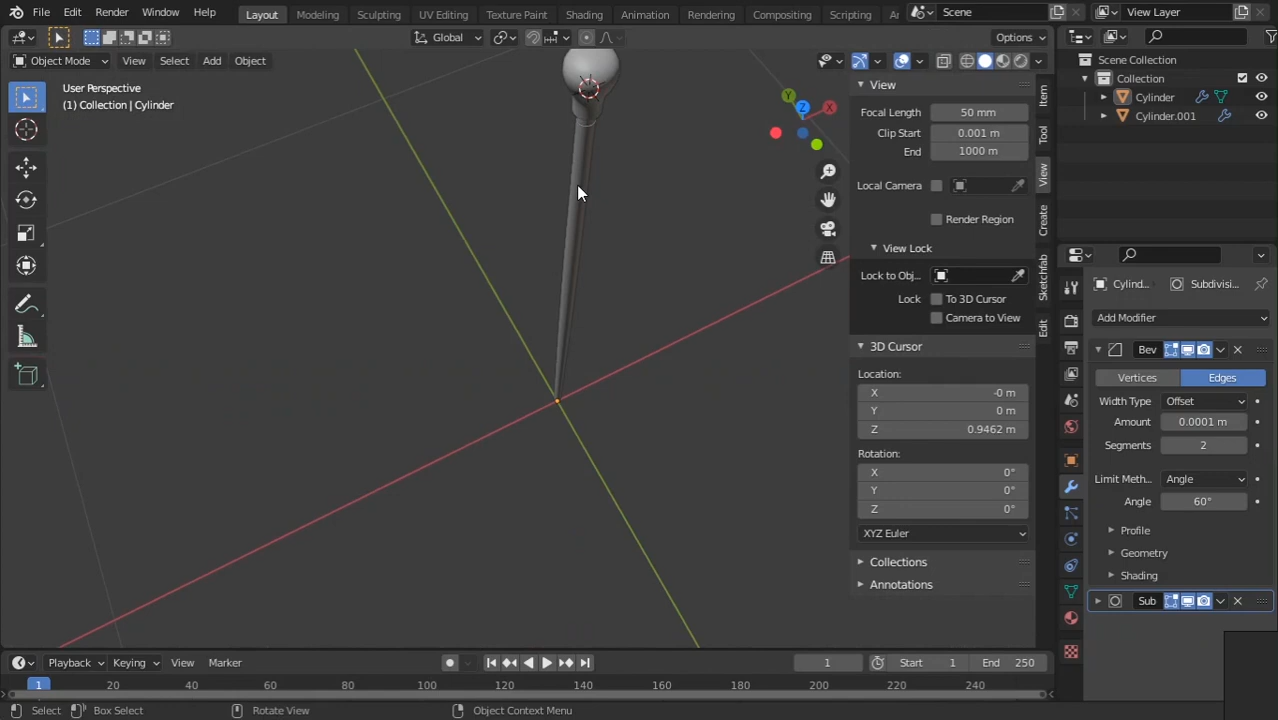 File Edit Render Window Help Layout Modeling Sculpting UV Editing Texture Paint Shading Animation Rendering Compositing Scripting Scene View Layer
Global Options
Object Mode View Select Add Object
User Perspective
(1) Collection | Cylinder
Y Z X
View
Focal Length 50 mm
Clip Start 0.001 m
End 1000 m
Local Camera
Render Region
View Lock
Lock to Obj...
Lock To 3D Cursor
Camera to View
3D Cursor
Location:
X -0 m
Y 0 m
Z 0.9462 m
Rotation:
X 0°
Y 0°
Z 0°
XYZ Euler
Collections
Annotations
Item
Tool
View
Create
Sketchfab
Edit
Scene Collection
Collection
Cylinder
Cylinder.001
Cylind... Subdivisi...
Add Modifier
Bev
Vertices Edges
Width Type Offset
Amount 0.0001 m
Segments 2
Limit Meth... Angle
Angle 60°
Profile
Geometry
Shading
Sub
Playback Keying View Marker 1 Start 1 End 250
1 20 40 60 80 100 120 140 160 180 200 220 240
Select Box Select Rotate View Object Context Menu